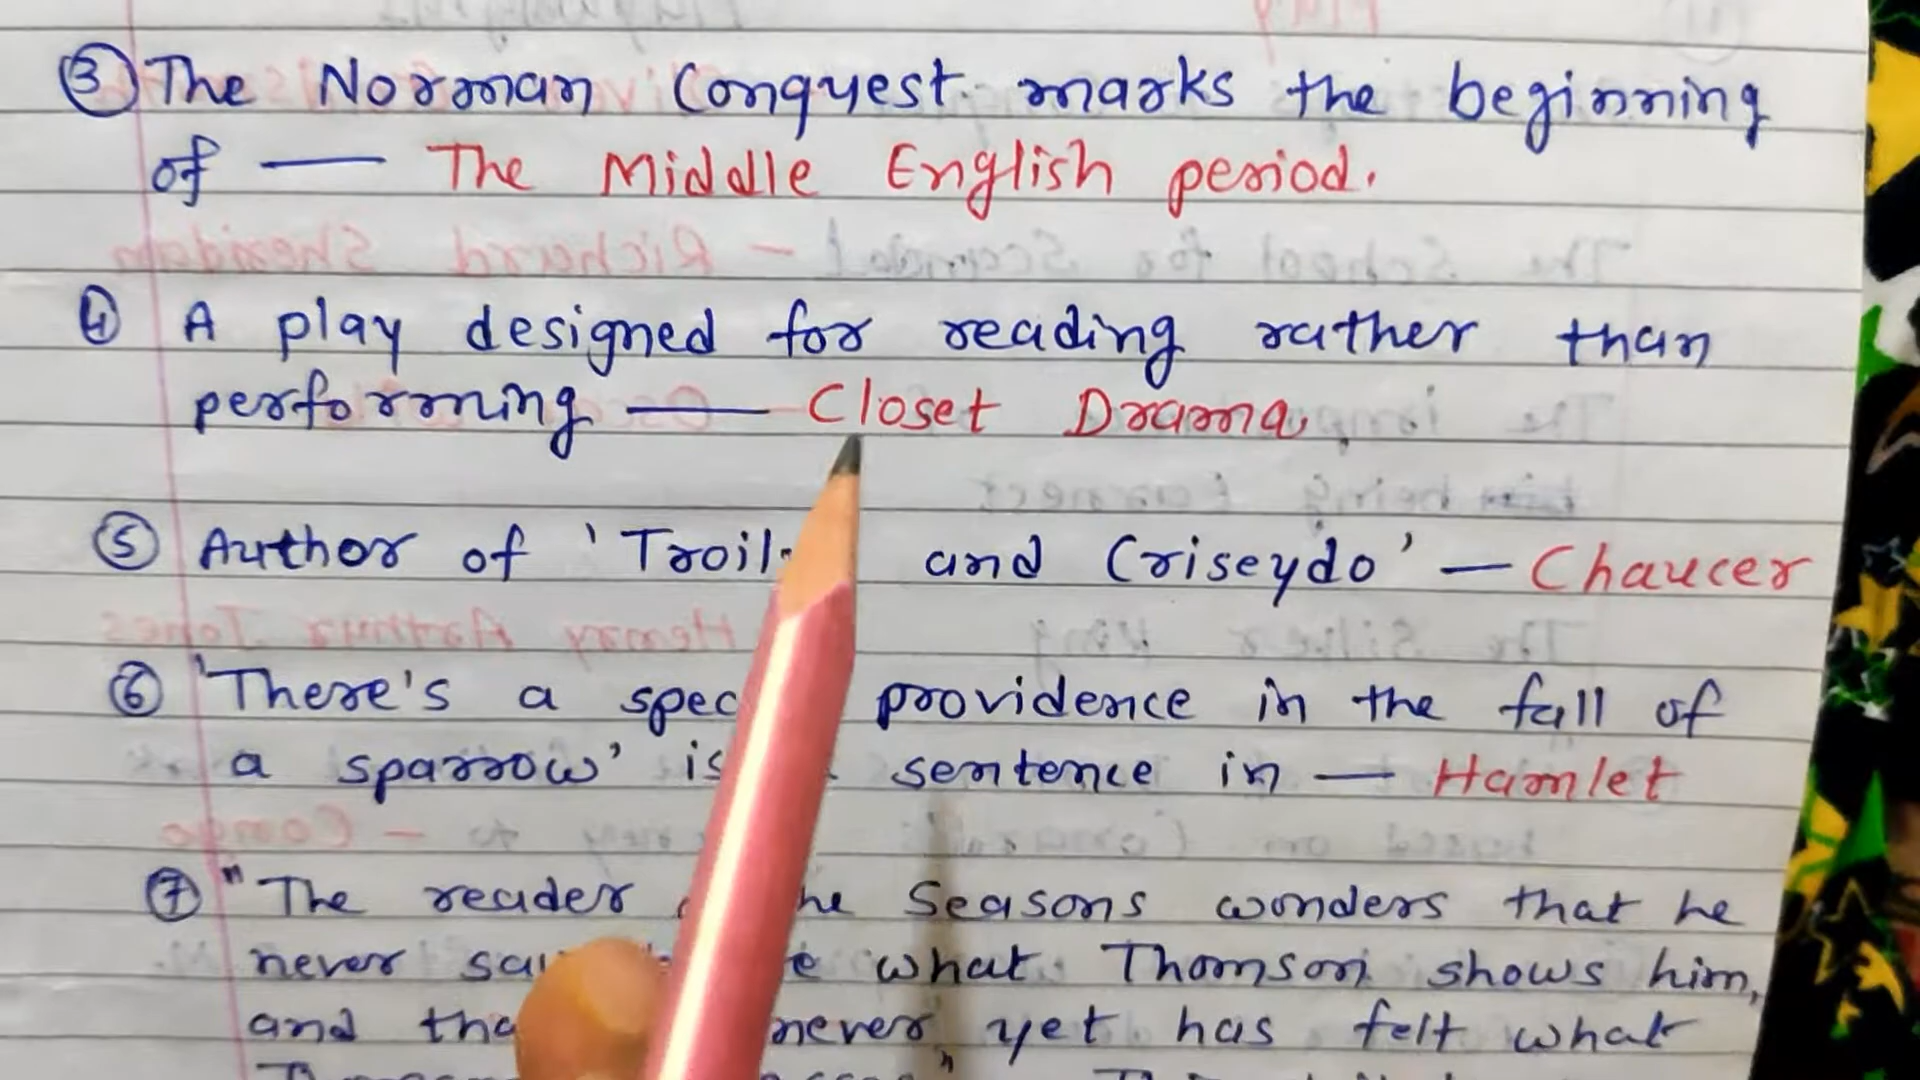 ③ The Norman Conquest marks the beginning
of — The Middle English period.
④ A play designed for reading rather than
performing — Closet Drama.
⑤ Author of 'Troil and Criseydo' — Chaucer
⑥ 'There's a spec providence in the fall of
a sparrow' is sentence in — Hamlet
⑦ "The reader he Seasons wonders that he
never what Thomson shows him,
and never yet has felt what